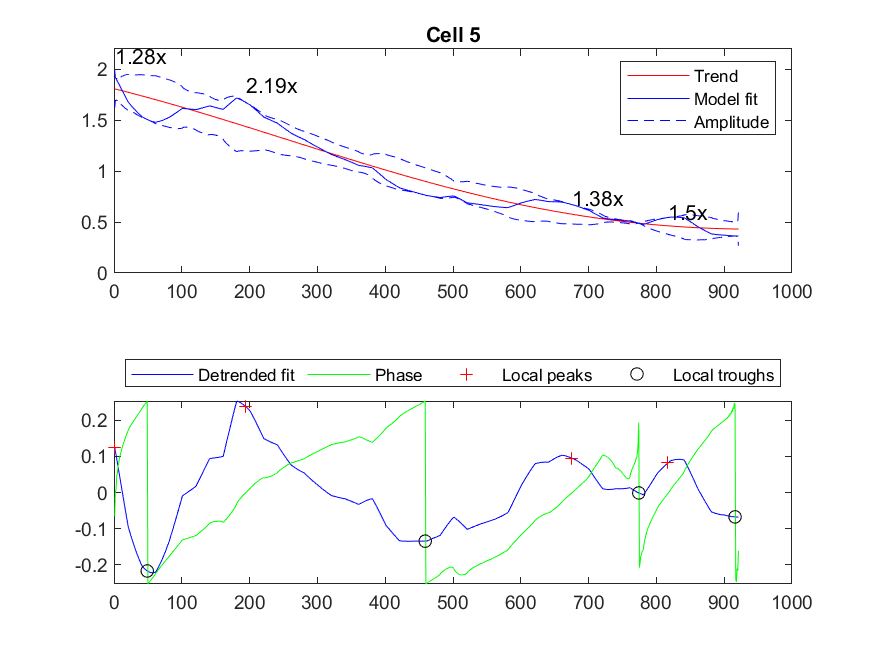 Cell 5
1.28x
2.19x
1.38x
1.5x
Trend
Model fit
Amplitude
2
1.5
1
0.5
0
0 100 200 300 400 500 600 700 800 900 1000
Detrended fit Phase Local peaks Local troughs
0.2
0.1
0
-0.1
-0.2
0 100 200 300 400 500 600 700 800 900 1000